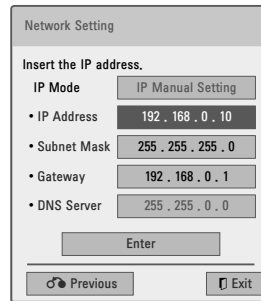 Network Setting
Insert the IP address.
IP Mode IP Manual Setting
• IP Address 192 . 168 . 0 . 10
• Subnet Mask 255 . 255 . 255 . 0
• Gateway 192 . 168 . 0 . 1
• DNS Server 255 . 255 . 0 . 0
Enter
Previous Exit